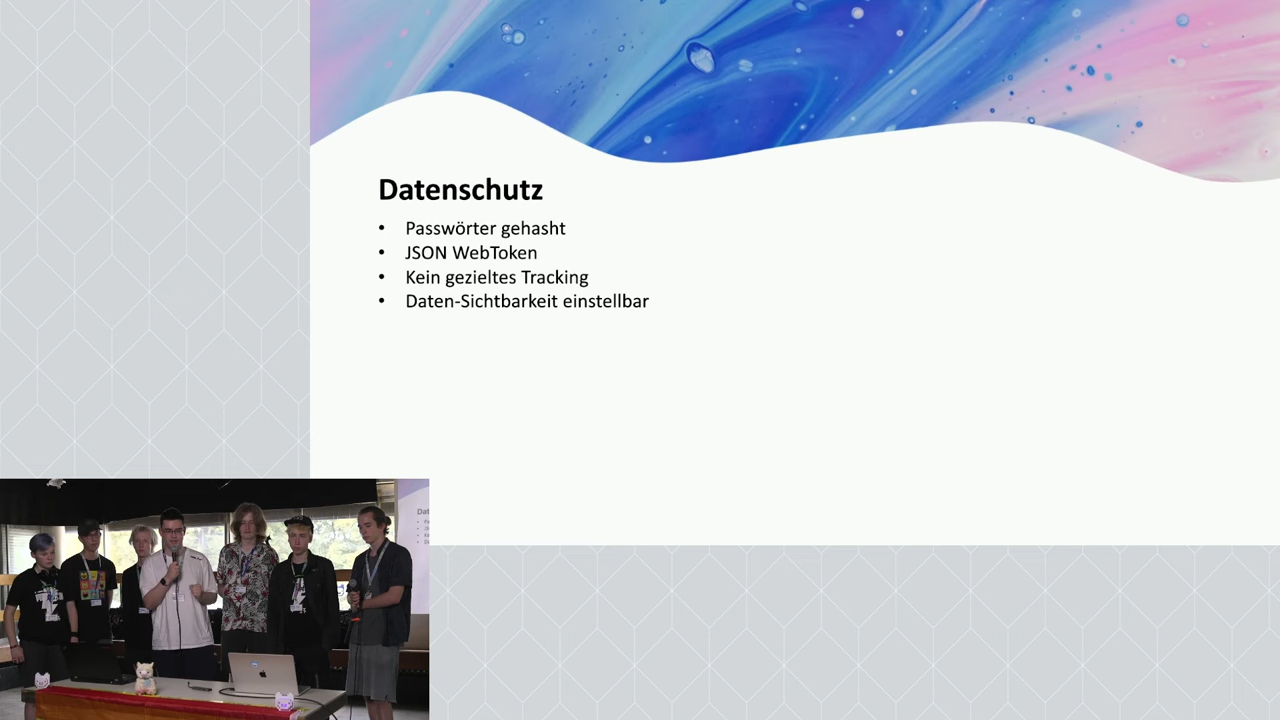 Datenschutz
• Passwörter gehasht
• JSON WebToken
• Kein gezieltes Tracking
• Daten-Sichtbarkeit einstellbar